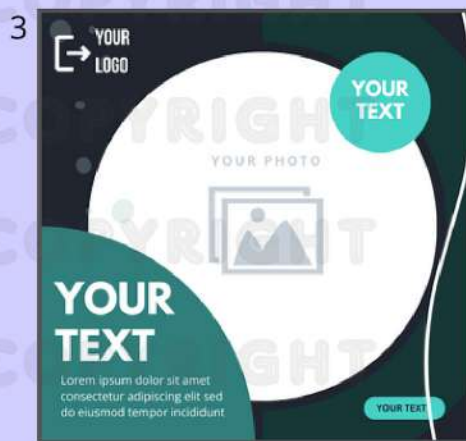 3
YOUR
LOGO
YOUR
TEXT
COPYRIGHT
YOUR PHOTO
COPYRIGHT
YOUR
TEXT
COPYRIGHT
Lorem ipsum dolor sit amet
consectetur adipiscing elit sed
do eiusmod tempor incididunt
YOUR TEXT